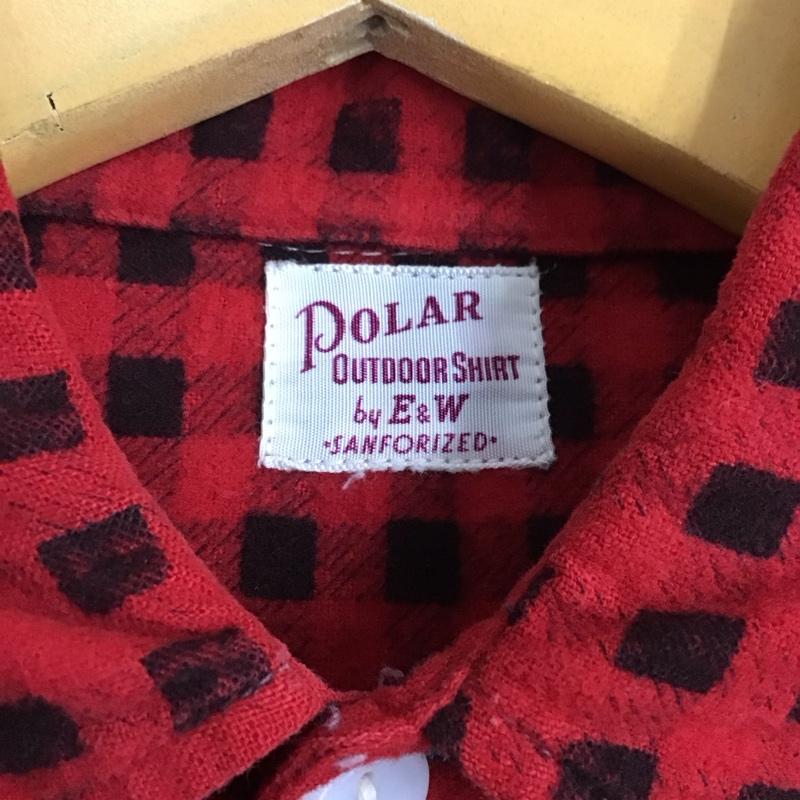 POLAR
OUTDOOR SHIRT
by E&W
·SANFORIZED·